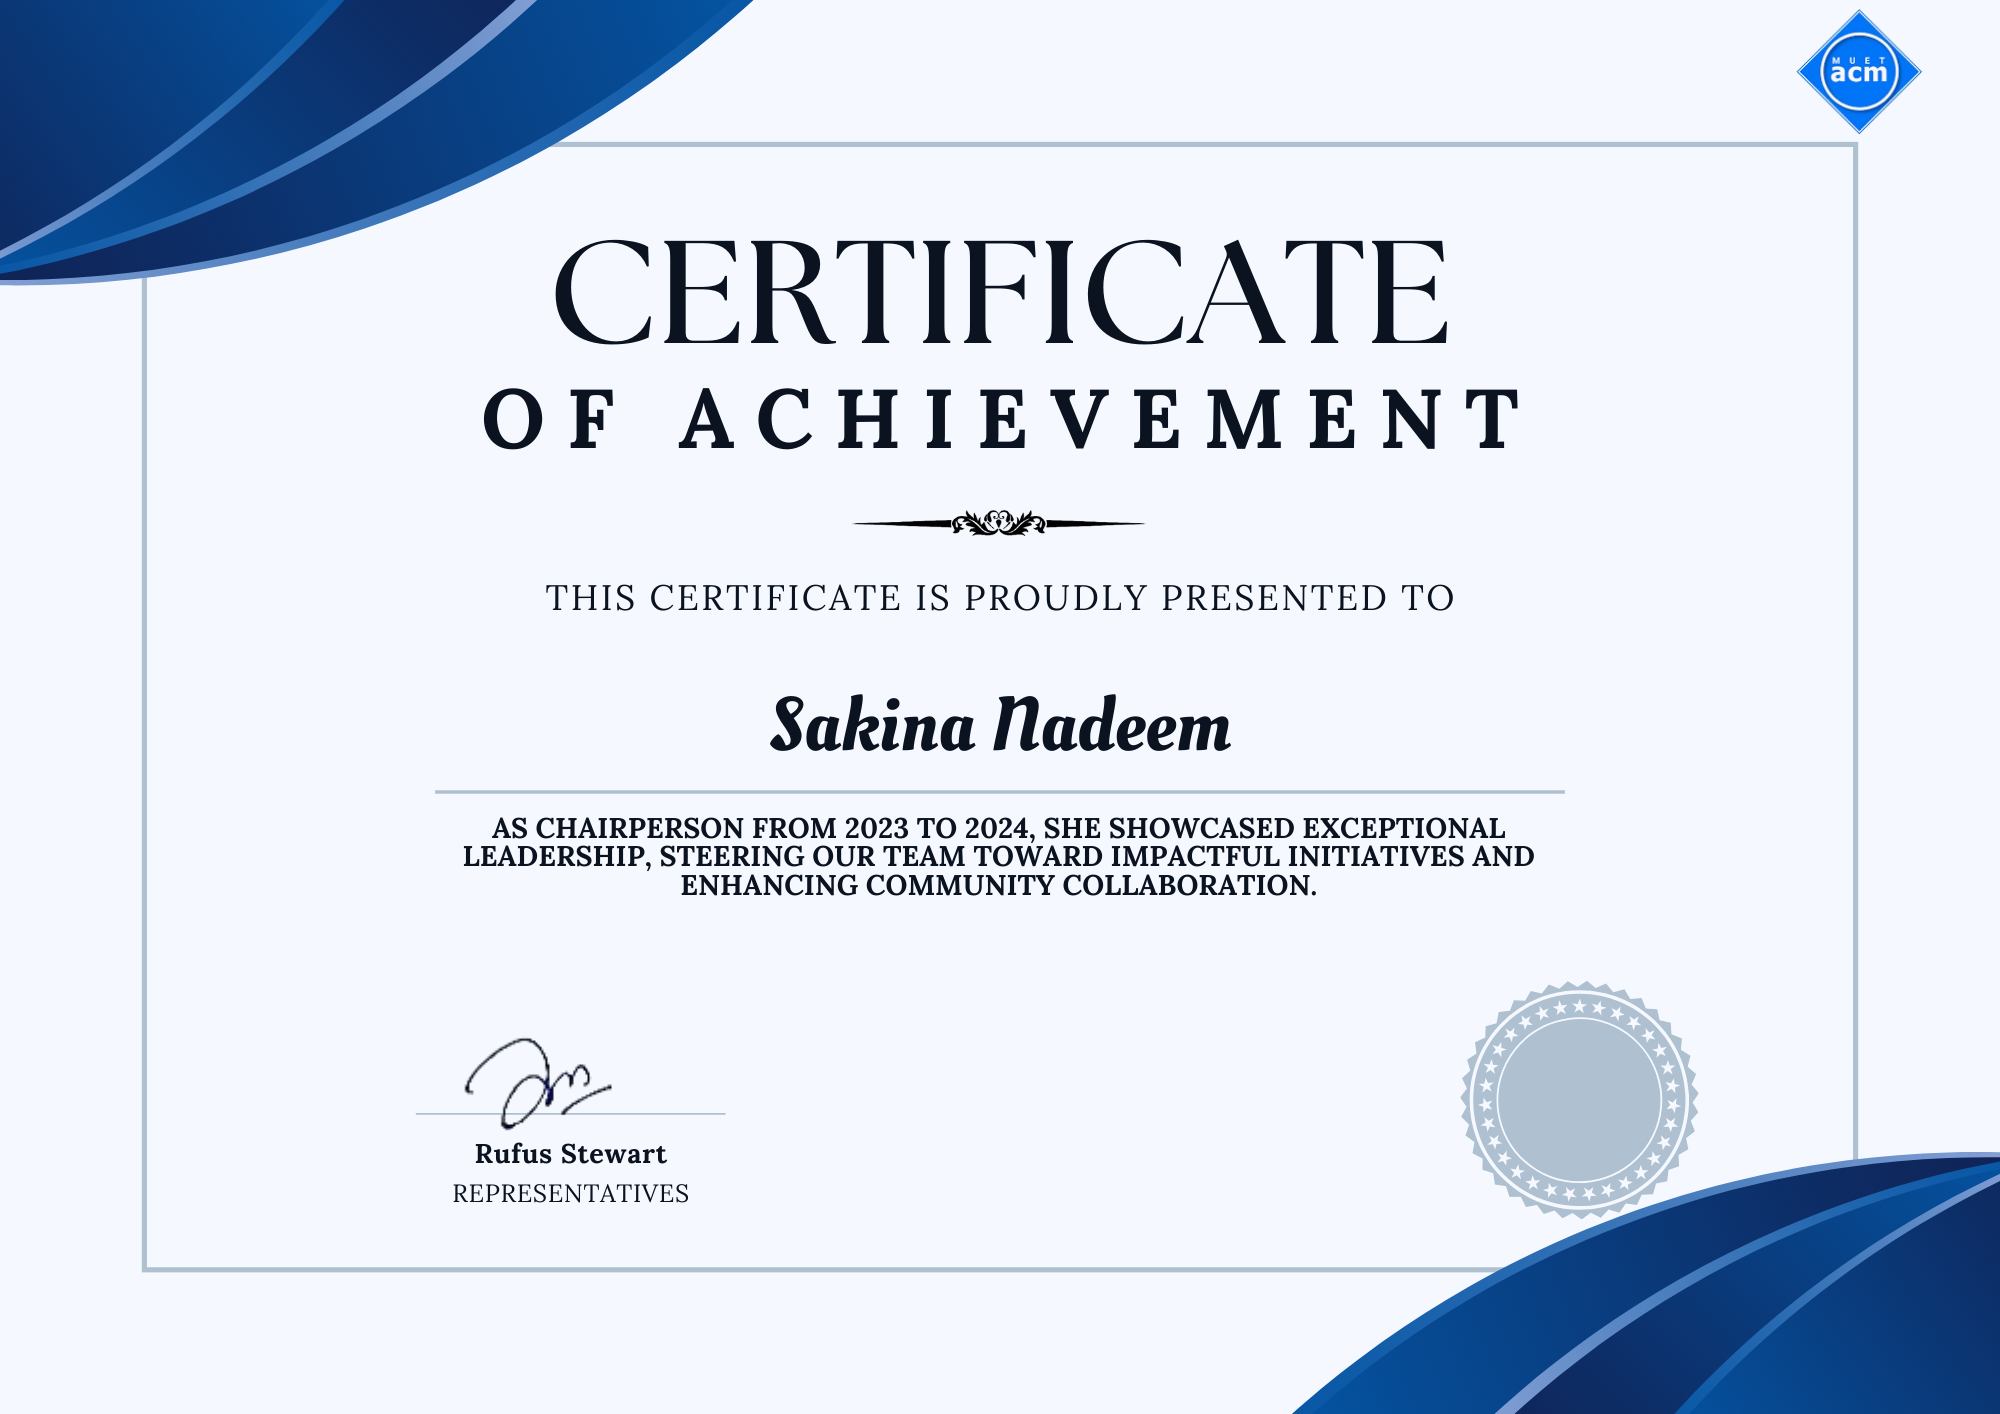 MUET
acm
CERTIFICATE
OF ACHIEVEMENT
THIS CERTIFICATE IS PROUDLY PRESENTED TO
Sakina Nadeem
AS CHAIRPERSON FROM 2023 TO 2024, SHE SHOWCASED EXCEPTIONAL
LEADERSHIP, STEERING OUR TEAM TOWARD IMPACTFUL INITIATIVES AND
ENHANCING COMMUNITY COLLABORATION.
Rufus Stewart
REPRESENTATIVES